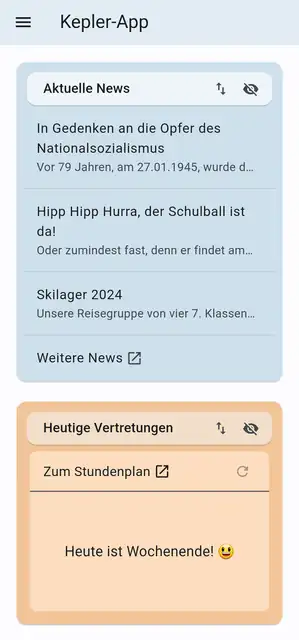 Kepler-App
Aktuelle News
In Gedenken an die Opfer des
Nationalsozialismus
Vor 79 Jahren, am 27.01.1945, wurde d...
Hipp Hipp Hurra, der Schulball ist
da!
Oder zumindest fast, denn er findet am...
Skilager 2024
Unsere Reisegruppe von vier 7. Klassen...
Weitere News
Heutige Vertretungen
Zum Stundenplan
Heute ist Wochenende! 😃